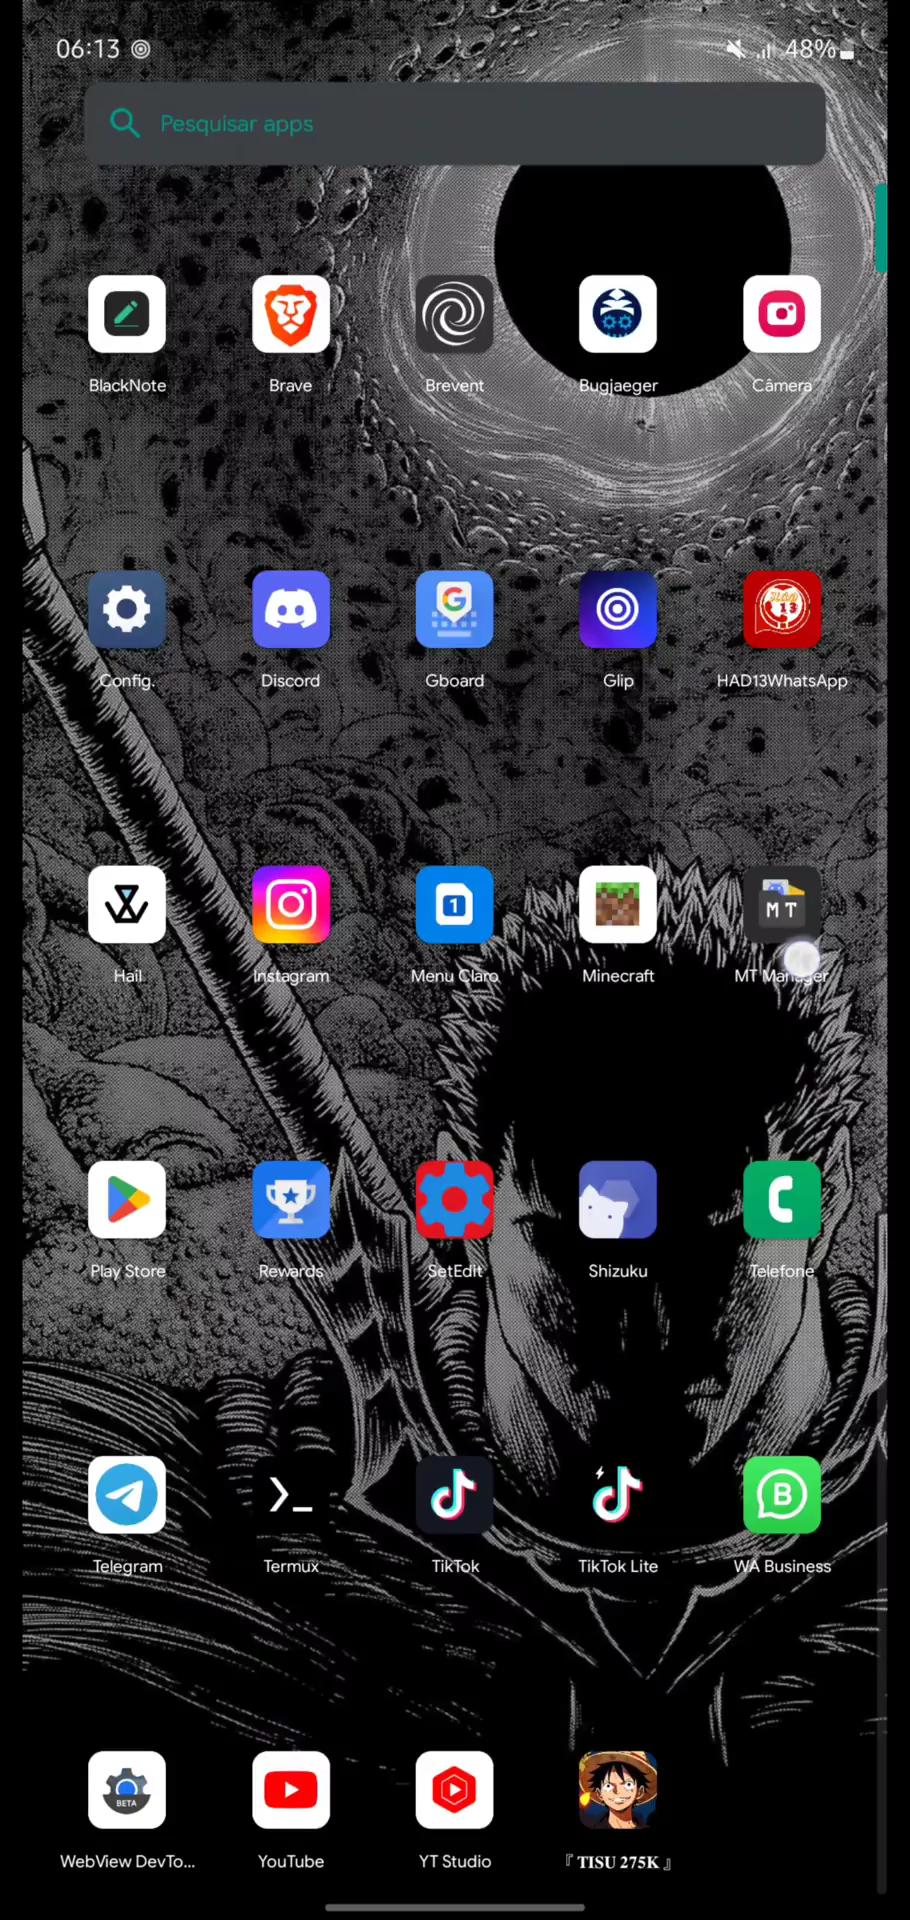 06:13
48%
Pesquisar apps
BlackNote
Brave
Brevent
Bugjaeger
Câmera
Config.
Discord
Gboard
Glip
HAD13WhatsApp
Hail
Instagram
Menu Claro
Minecraft
MT
MT Manager
Play Store
Rewards
SetEdit
Shizuku
Telefone
Telegram
Termux
TikTok
TikTok Lite
WA Business
BETA
WebView DevTo...
YouTube
YT Studio
『 𝐓𝐈𝐒𝐔 𝟐𝟕𝟓𝐊 』